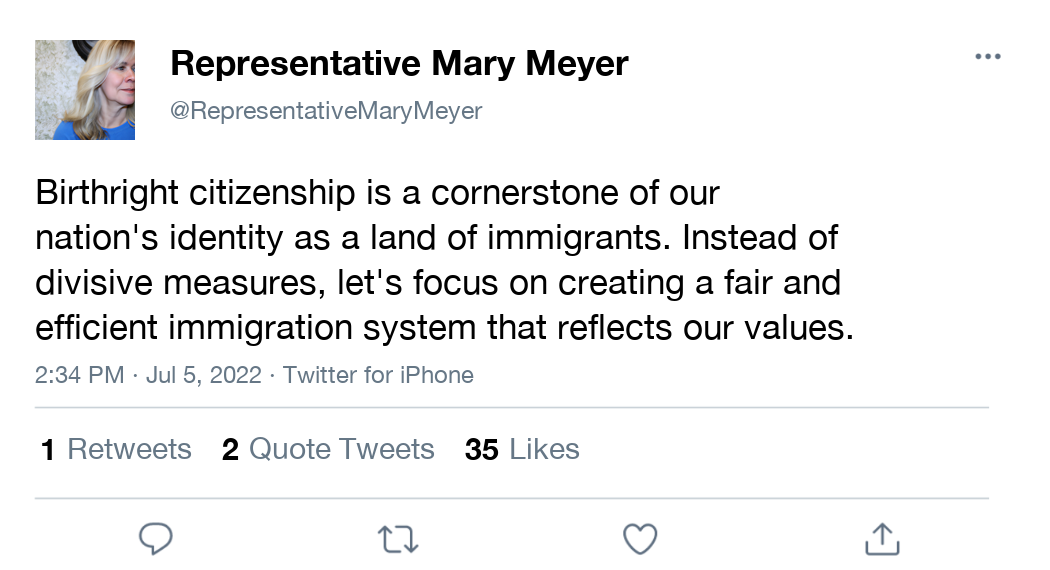 Representative Mary Meyer
@RepresentativeMaryMeyer
Birthright citizenship is a cornerstone of our
nation's identity as a land of immigrants. Instead of
divisive measures, let's focus on creating a fair and
efficient immigration system that reflects our values.
2:34 PM · Jul 5, 2022 · Twitter for iPhone
1 Retweets 2 Quote Tweets 35 Likes